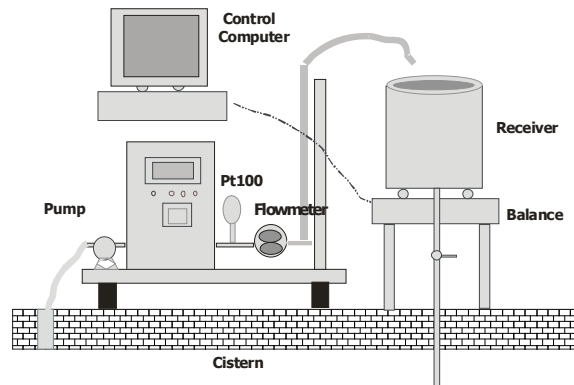 Control
Computer
Receiver
Pt100
Pump
Flowmeter
Balance
Cistern